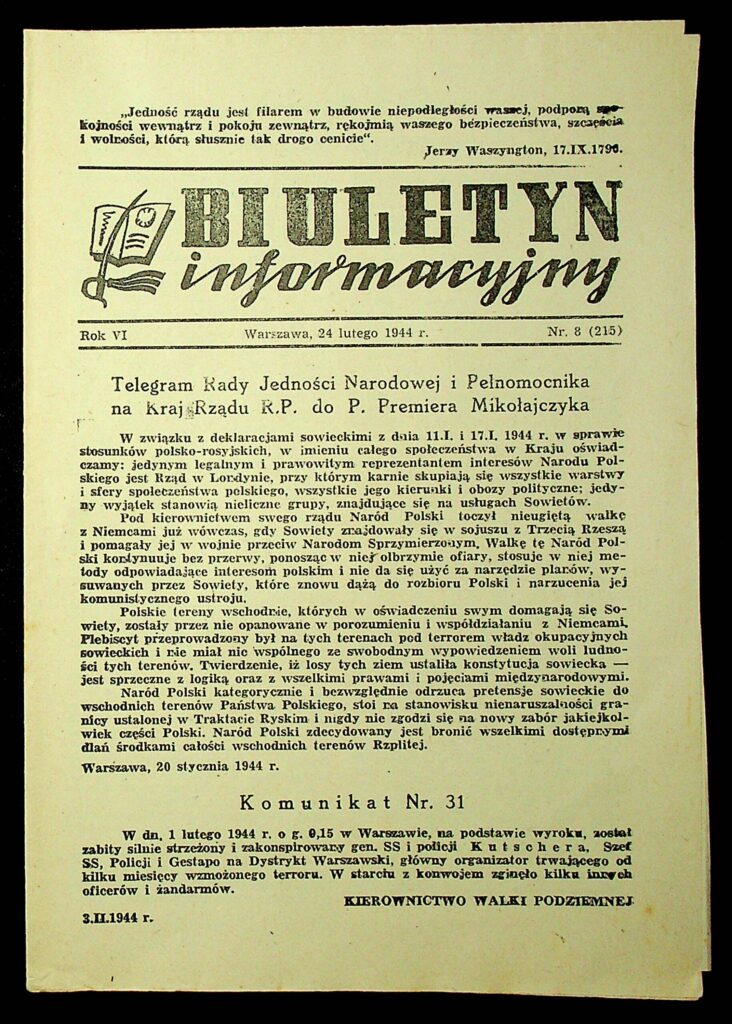 „Jedność rządu jest filarem w budowie niepodległości waszej, podporą spo-
kojności wewnątrz i pokoju zewnątrz, rękojmią waszego bezpieczeństwa, szczęścia
i wolności, którą słusznie tak drogo cenicie“.
Jerzy Waszyngton, 17.IX.1796.
BIULETYN
informacyjny
Rok VI Warszawa, 24 lutego 1944 r. Nr. 8 (215)
Telegram Rady Jedności Narodowej i Pełnomocnika
na Kraj Rządu R.P. do P. Premiera Mikołajczyka
W związku z deklaracjami sowieckimi z dnia 11.I. i 17.I. 1944 r. w sprawie
stosunków polsko-rosyjskich, w imieniu całego społeczeństwa w Kraju oświad-
czamy: jedynym legalnym i prawowitym reprezentantem interesów Narodu Pol-
skiego jest Rząd w Londynie, przy którym karnie skupiają się wszystkie warstwy
i sfery społeczeństwa polskiego, wszystkie jego kierunki i obozy polityczne; jedy-
ny wyjątek stanowią nieliczne grupy, znajdujące się na usługach Sowietów.
Pod kierownictwem swego rządu Naród Polski toczył nieugiętą walkę
z Niemcami już wówczas, gdy Sowiety znajdowały się w sojuszu z Trzecią Rzeszą
i pomagały jej w wojnie przeciw Narodom Sprzymierzonym. Walkę tę Naród Pol-
ski kontynuuje bez przerwy, ponosząc w niej olbrzymie ofiary, stosuje w niej me-
tody odpowiadające interesom polskim i nie da się użyć za narzędzie planów, wy-
suwanych przez Sowiety, które znowu dążą do rozbioru Polski i narzucenia jej
komunistycznego ustroju.
Polskie tereny wschodnie, których w oświadczeniu swym domagają się So-
wiety, zostały przez nie opanowane w porozumieniu i współdziałaniu z Niemcami.
Plebiscyt przeprowadzony był na tych terenach pod terrorem władz okupacyjnych
sowieckich i nie miał nic wspólnego ze swobodnym wypowiedzeniem woli ludno-
ści tych terenów. Twierdzenie, iż losy tych ziem ustaliła konstytucja sowiecka —
jest sprzeczne z logiką oraz z wszelkimi prawami i pojęciami międzynarodowymi.
Naród Polski kategorycznie i bezwzględnie odrzuca pretensje sowieckie do
wschodnich terenów Państwa Polskiego, stoi na stanowisku nienaruszalności gra-
nicy ustalonej w Traktacie Ryskim i nigdy nie zgodzi się na nowy zabór jakiejkol-
wiek części Polski. Naród Polski zdecydowany jest bronić wszelkimi dostępnymi
dlań środkami całości wschodnich terenów Rzplitej.
Warszawa, 20 stycznia 1944 r.
Komunikat Nr. 31
W dn. 1 lutego 1944 r. o g. 9,15 w Warszawie, na podstawie wyroku, został
zabity silnie strzeżony i zakonspirowany gen. SS i policji Kutschera, Szef
SS, Policji i Gestapo na Dystrykt Warszawski, główny organizator trwającego od
kilku miesięcy wzmożonego terroru. W starciu z konwojem zginęło kilku innych
oficerów i żandarmów.
KIEROWNICTWO WALKI PODZIEMNEJ
3.II.1944 r.